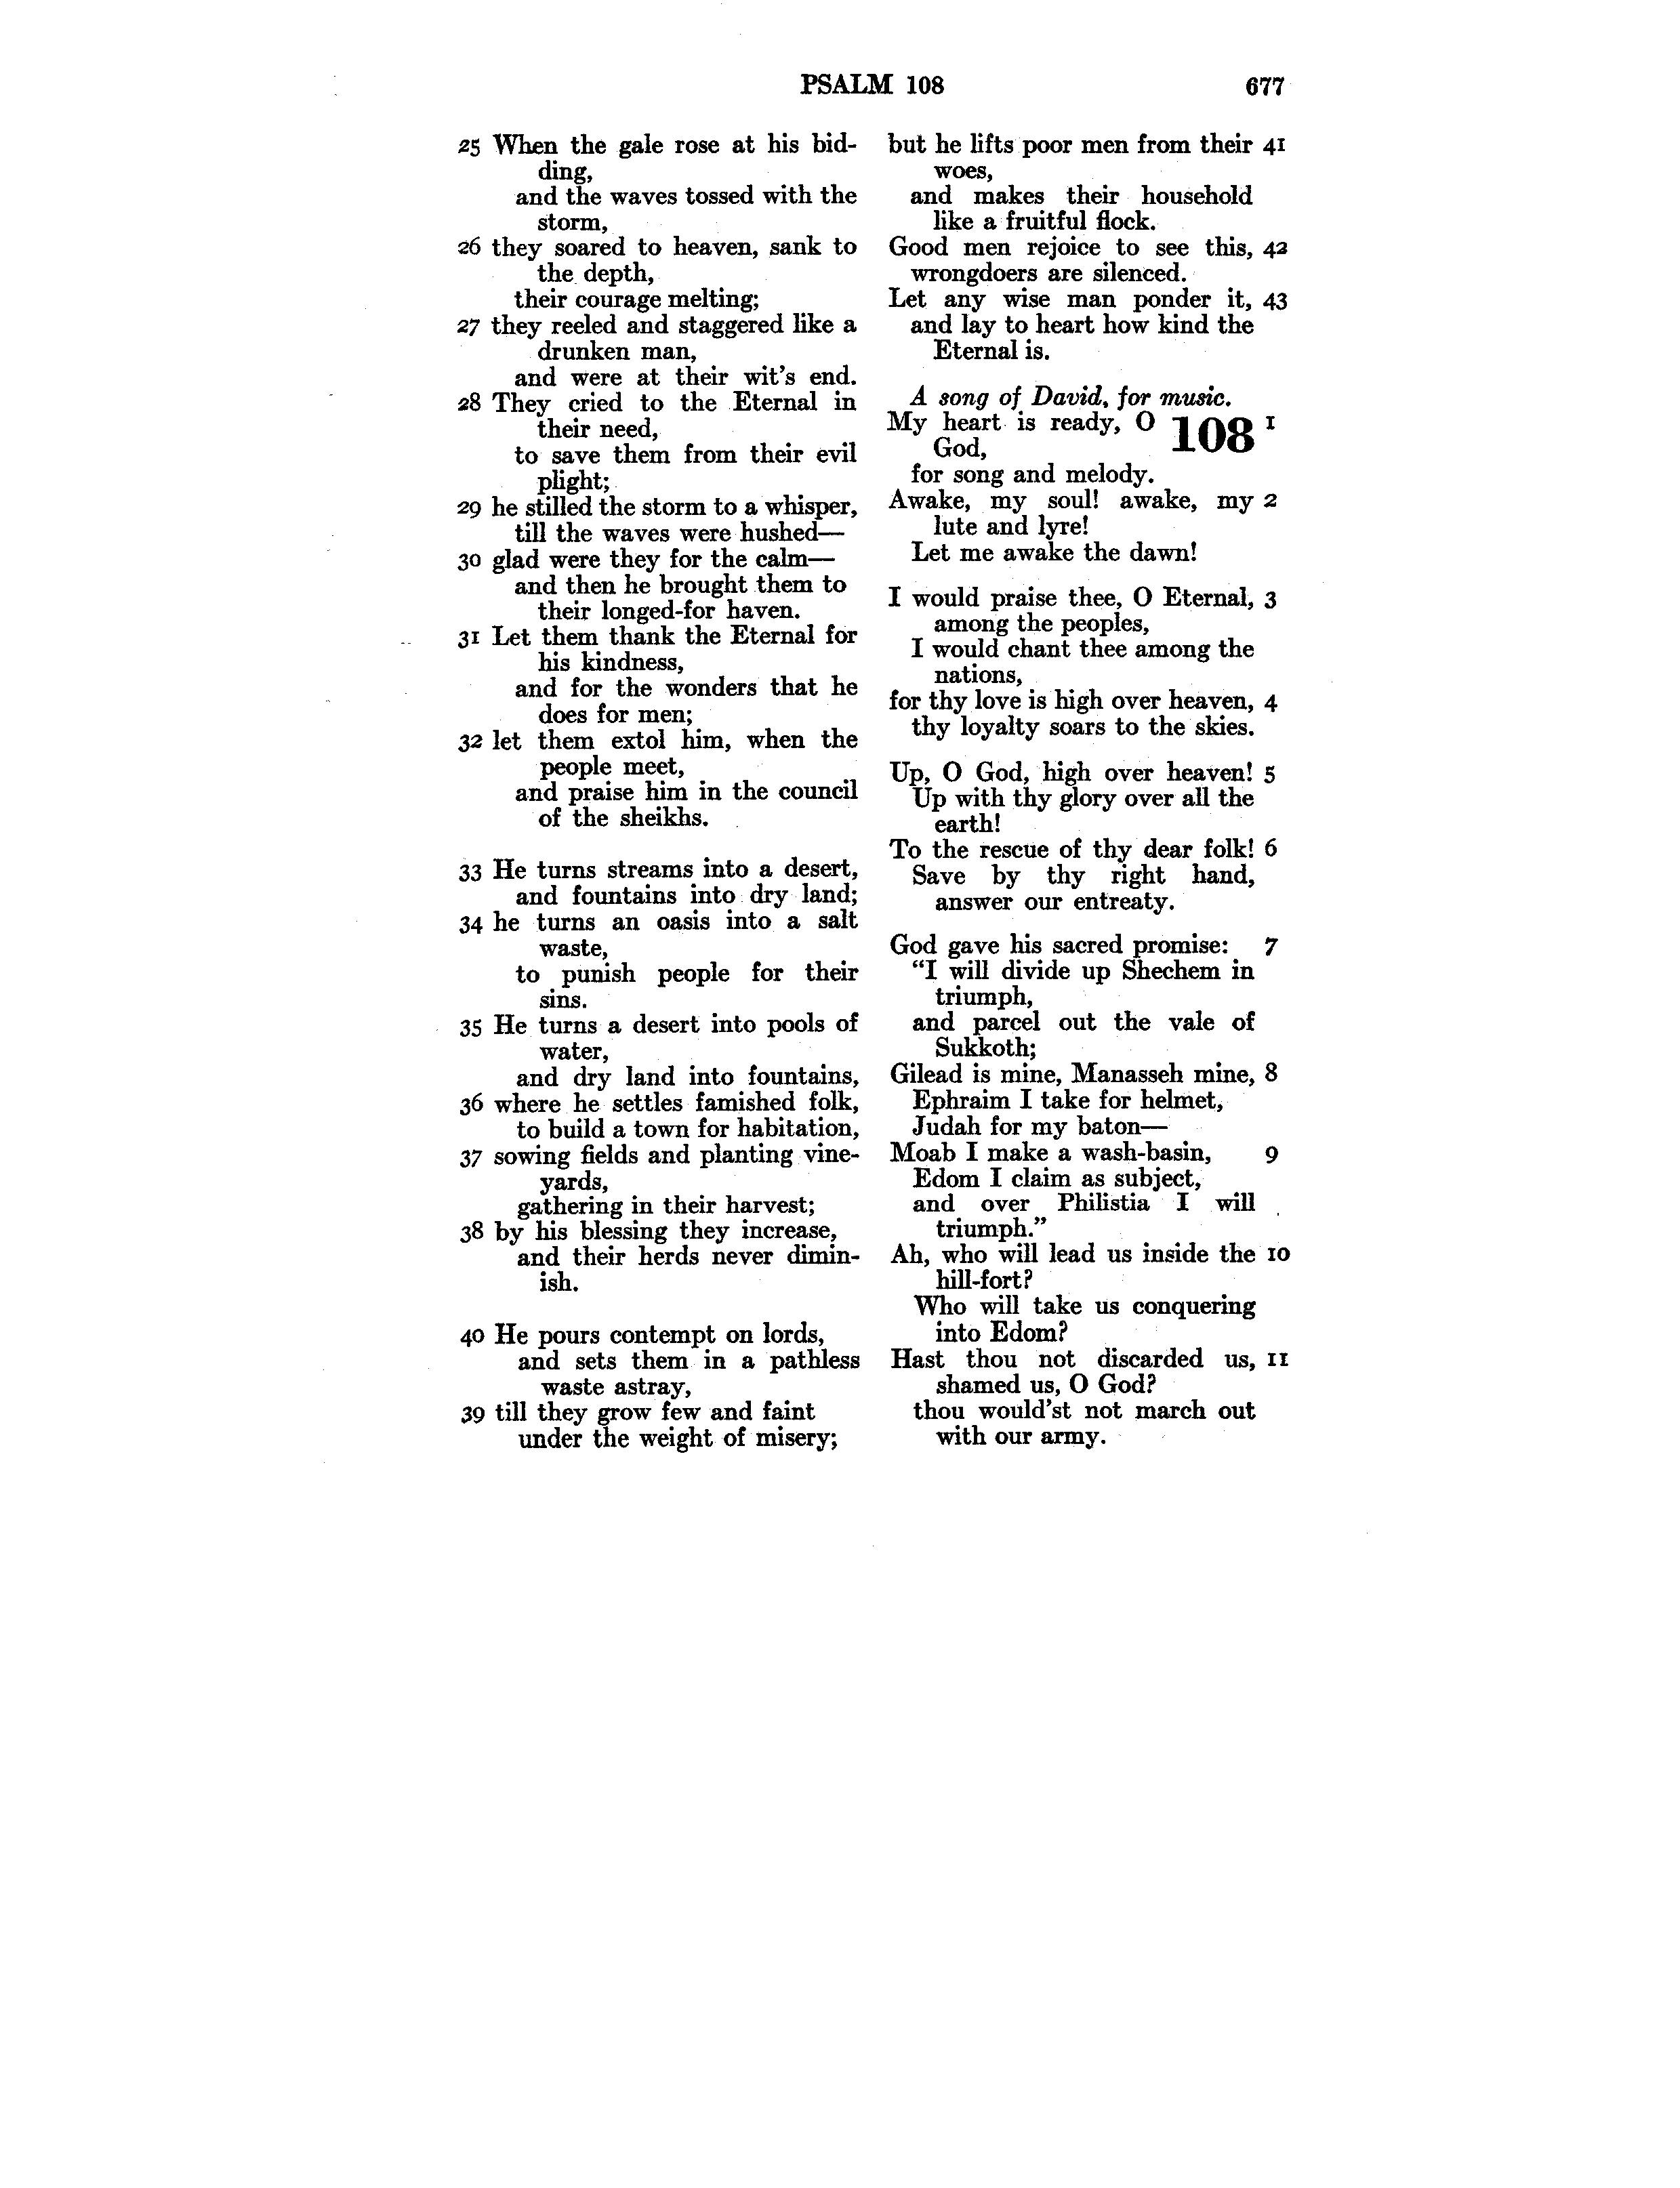 PSALM 108 677
25 When the gale rose at his bid-
ding,
and the waves tossed with the
storm,
26 they soared to heaven, sank to
the depth,
their courage melting;
27 they reeled and staggered like a
drunken man,
and were at their wit's end.
28 They cried to the Eternal in
their need,
to save them from their evil
plight;
29 he stilled the storm to a whisper,
till the waves were hushed—
30 glad were they for the calm—
and then he brought them to
their longed-for haven.
31 Let them thank the Eternal for
his kindness,
and for the wonders that he
does for men;
32 let them extol him, when the
people meet,
and praise him in the council
of the sheikhs.
33 He turns streams into a desert,
and fountains into dry land;
34 he turns an oasis into a salt
waste,
to punish people for their
sins.
35 He turns a desert into pools of
water,
and dry land into fountains,
36 where he settles famished folk,
to build a town for habitation,
37 sowing fields and planting vine-
yards,
gathering in their harvest;
38 by his blessing they increase,
and their herds never dimin-
ish.
40 He pours contempt on lords,
and sets them in a pathless
waste astray,
39 till they grow few and faint
under the weight of misery;
but he lifts poor men from their 41
woes,
and makes their household
like a fruitful flock.
Good men rejoice to see this, 42
wrongdoers are silenced.
Let any wise man ponder it, 43
and lay to heart how kind the
Eternal is.
A song of David, for music.
My heart is ready, O 108 1
God,
for song and melody.
Awake, my soul! awake, my 2
lute and lyre!
Let me awake the dawn!
I would praise thee, O Eternal, 3
among the peoples,
I would chant thee among the
nations,
for thy love is high over heaven, 4
thy loyalty soars to the skies.
Up, O God, high over heaven! 5
Up with thy glory over all the
earth!
To the rescue of thy dear folk! 6
Save by thy right hand,
answer our entreaty.
God gave his sacred promise: 7
“I will divide up Shechem in
triumph,
and parcel out the vale of
Sukkoth;
Gilead is mine, Manasseh mine, 8
Ephraim I take for helmet,
Judah for my baton—
Moab I make a wash-basin, 9
Edom I claim as subject,
and over Philistia I will
triumph.”
Ah, who will lead us inside the 10
hill-fort?
Who will take us conquering
into Edom?
Hast thou not discarded us, 11
shamed us, O God?
thou would'st not march out
with our army.